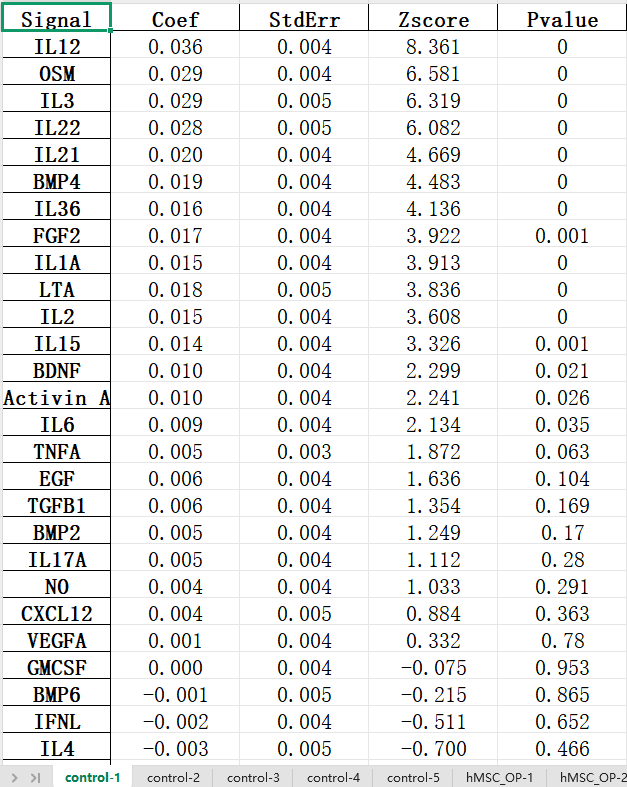 Signal Coef StdErr Zscore Pvalue
IL12 0.036 0.004 8.361 0
OSM 0.029 0.004 6.581 0
IL3 0.029 0.005 6.319 0
IL22 0.028 0.005 6.082 0
IL21 0.020 0.004 4.669 0
BMP4 0.019 0.004 4.483 0
IL36 0.016 0.004 4.136 0
FGF2 0.017 0.004 3.922 0.001
IL1A 0.015 0.004 3.913 0
LTA 0.018 0.005 3.836 0
IL2 0.015 0.004 3.608 0
IL15 0.014 0.004 3.326 0.001
BDNF 0.010 0.004 2.299 0.021
Activin A 0.010 0.004 2.241 0.026
IL6 0.009 0.004 2.134 0.035
TNFA 0.005 0.003 1.872 0.063
EGF 0.006 0.004 1.636 0.104
TGFB1 0.006 0.004 1.354 0.169
BMP2 0.005 0.004 1.249 0.17
IL17A 0.005 0.004 1.112 0.28
NO 0.004 0.004 1.033 0.291
CXCL12 0.004 0.005 0.884 0.363
VEGFA 0.001 0.004 0.332 0.78
GMCSF 0.000 0.004 -0.075 0.953
BMP6 -0.001 0.005 -0.215 0.865
IFNL -0.002 0.004 -0.511 0.652
IL4 -0.003 0.005 -0.700 0.466
control-1 control-2 control-3 control-4 control-5 hMSC_OP-1 hMSC_OP-2